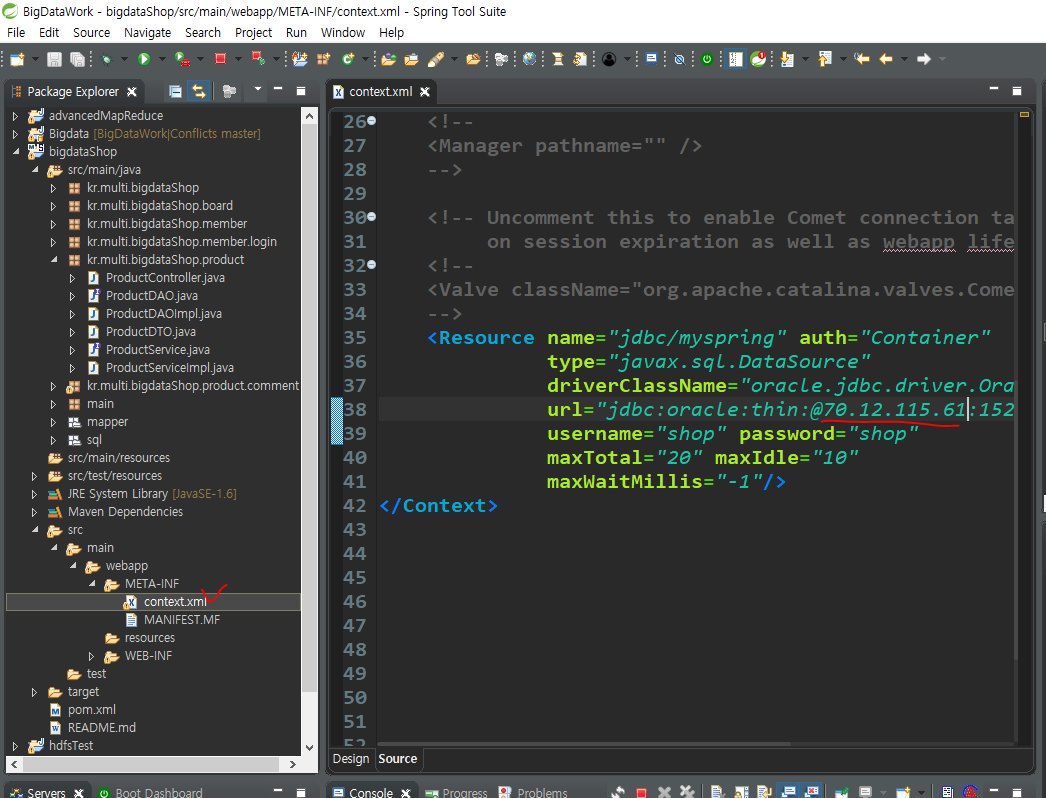 BigDataWork - bigdataShop/src/main/webapp/META-INF/context.xml - Spring Tool Suite
File Edit Source Navigate Search Project Run Window Help
Package Explorer
advancedMapReduce
Bigdata [BigDataWork|Conflicts master]
bigdataShop
src/main/java
kr.multi.bigdataShop
kr.multi.bigdataShop.board
kr.multi.bigdataShop.member
kr.multi.bigdataShop.member.login
kr.multi.bigdataShop.product
ProductController.java
ProductDAO.java
ProductDAOImpl.java
ProductDTO.java
ProductService.java
ProductServiceImpl.java
kr.multi.bigdataShop.product.comment
main
mapper
sql
src/main/resources
src/test/resources
JRE System Library [JavaSE-1.6]
Maven Dependencies
src
main
webapp
META-INF
context.xml
MANIFEST.MF
resources
WEB-INF
test
target
pom.xml
README.md
hdfsTest
context.xml
26 <!--
27 <Manager pathname="" />
28 -->
29
30 <!-- Uncomment this to enable Comet connection ta
31 on session expiration as well as webapp life
32 <!--
33 <Valve className="org.apache.catalina.valves.Come
34 -->
35 <Resource name="jdbc/myspring" auth="Container"
36 type="javax.sql.DataSource"
37 driverClassName="oracle.jdbc.driver.Ora
38 url="jdbc:oracle:thin:@70.12.115.61:152
39 username="shop" password="shop"
40 maxTotal="20" maxIdle="10"
41 maxWaitMillis="-1"/>
42 </Context>
43
44
45
46
47
48
49
50
51
52
Design Source
Servers Boot Dashboard
Console Progress Problems